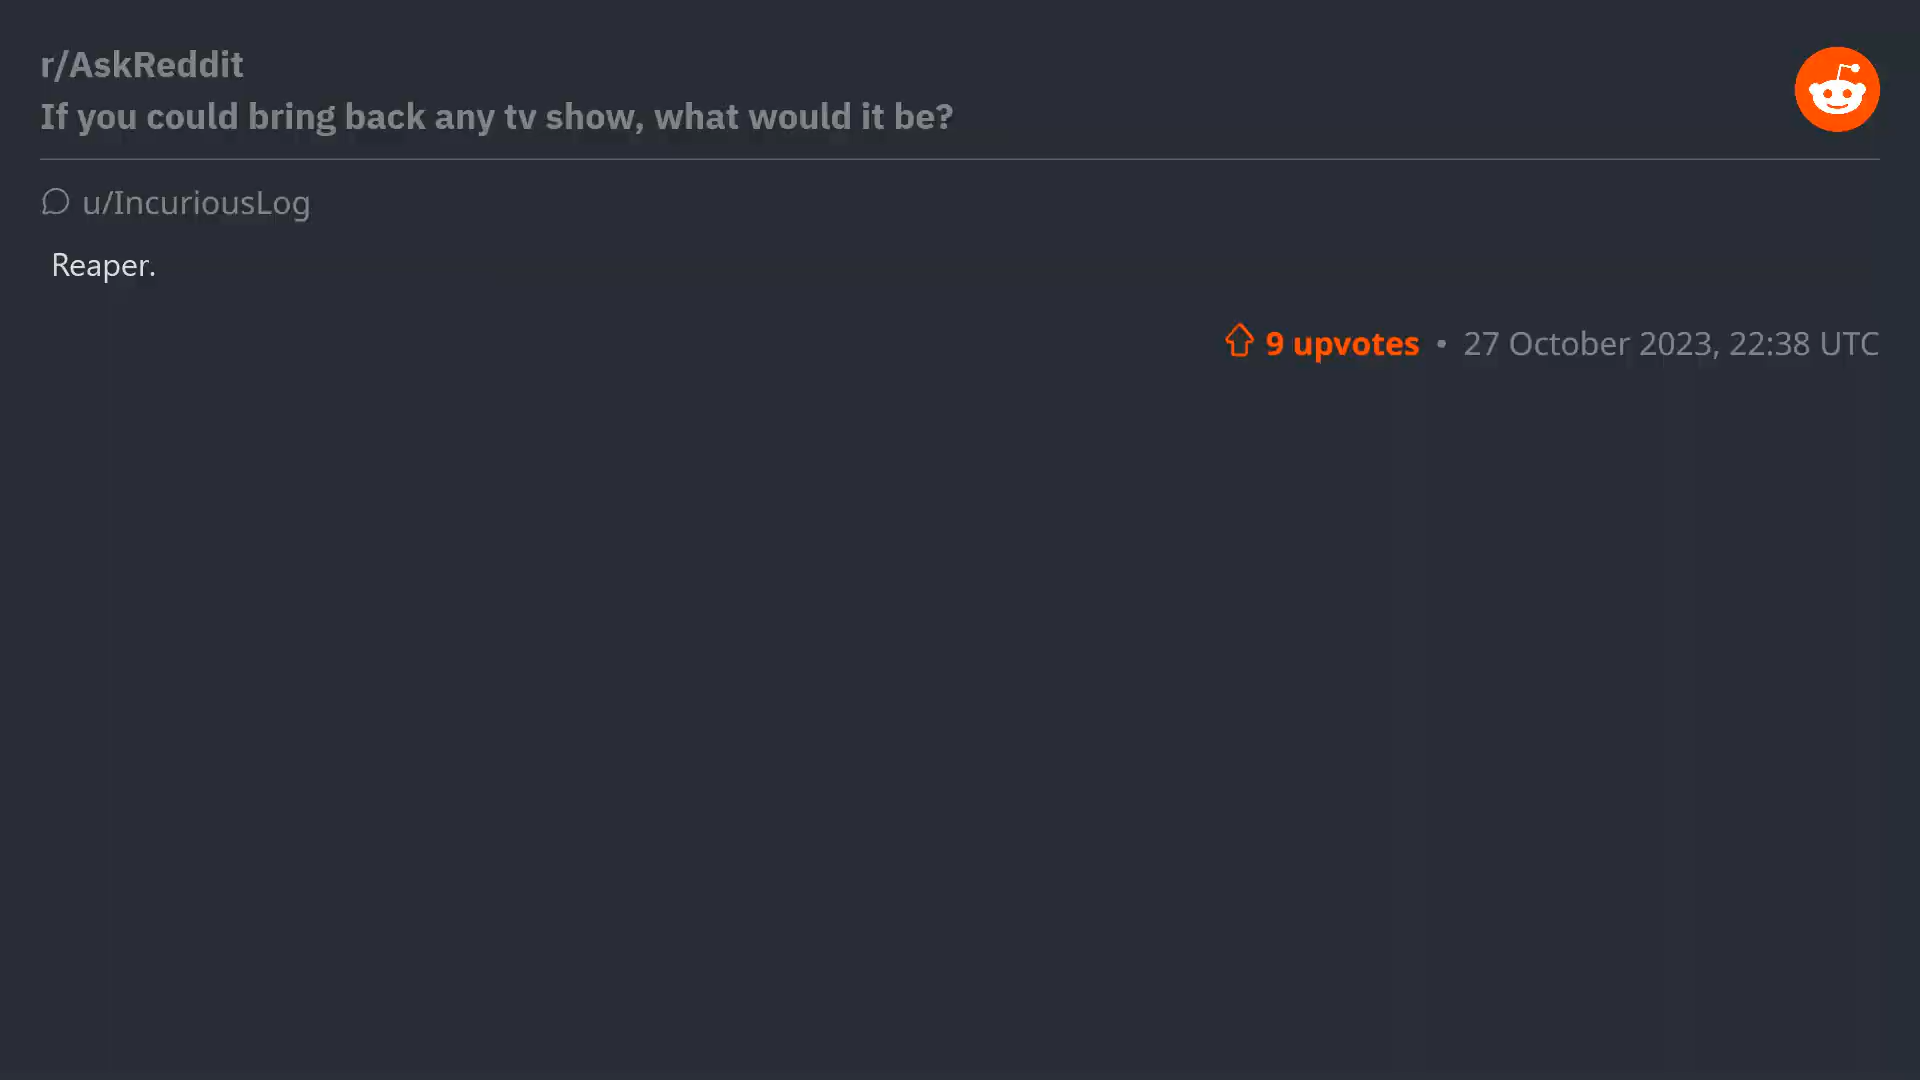 r/AskReddit
If you could bring back any tv show, what would it be?
u/IncuriousLog
Reaper.
9 upvotes • 27 October 2023, 22:38 UTC